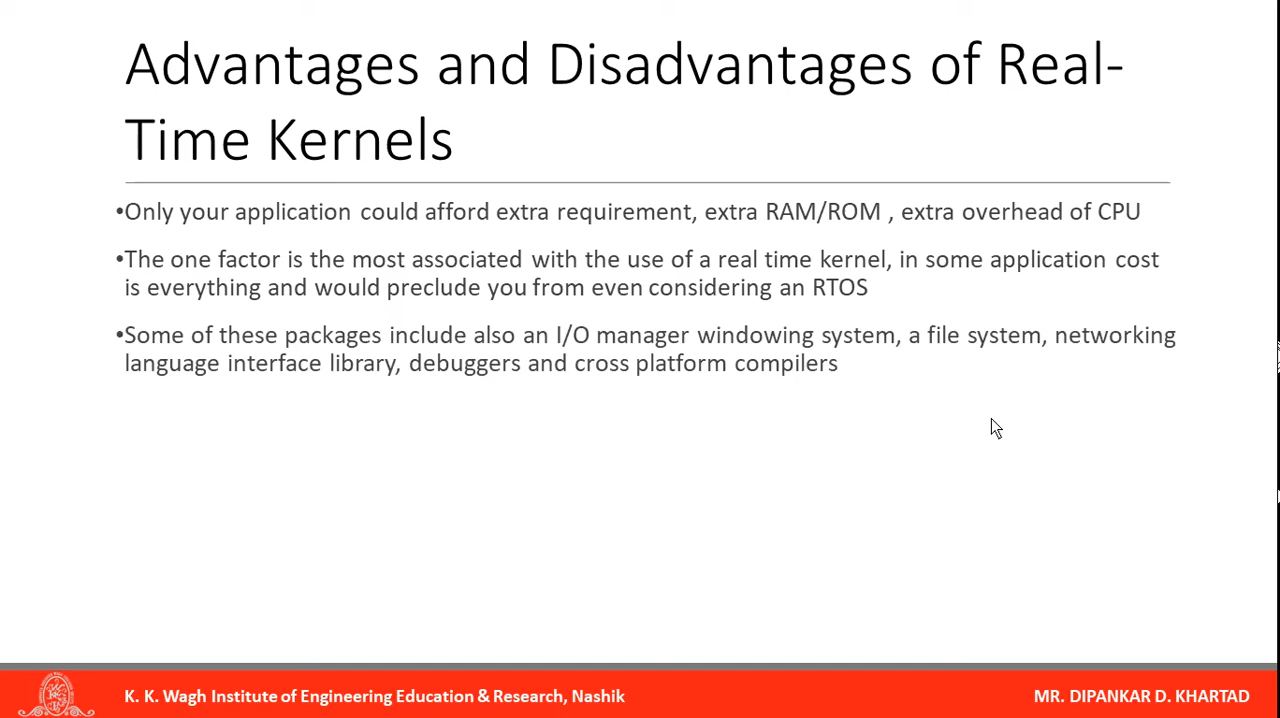 Advantages and Disadvantages of Real-
Time Kernels
•Only your application could afford extra requirement, extra RAM/ROM , extra overhead of CPU
•The one factor is the most associated with the use of a real time kernel, in some application cost
is everything and would preclude you from even considering an RTOS
•Some of these packages include also an I/O manager windowing system, a file system, networking
language interface library, debuggers and cross platform compilers
K. K. Wagh Institute of Engineering Education & Research, Nashik
MR. DIPANKAR D. KHARTAD